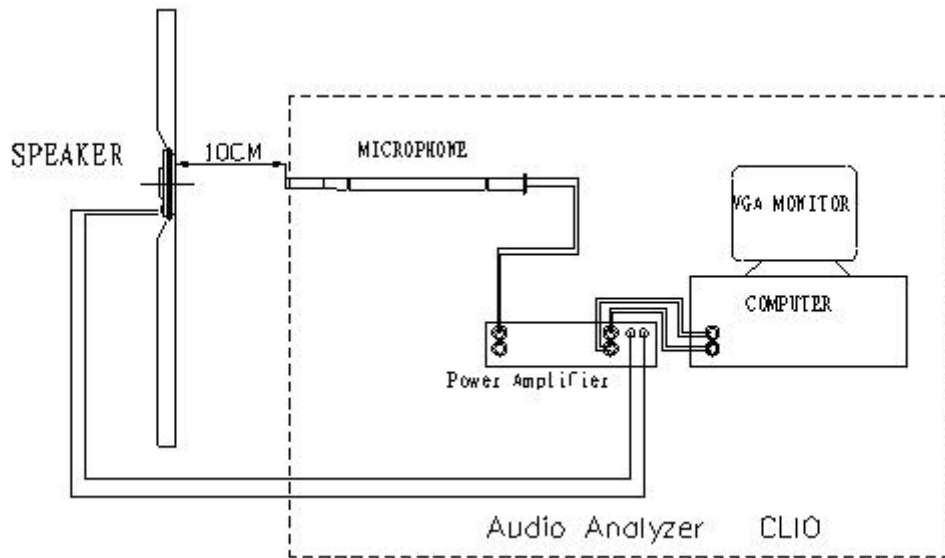 SPEAKER
10CM
MICROPHONE
VGA MONITOR
COMPUTER
Power Amplifier
Audio Analyzer CLIO